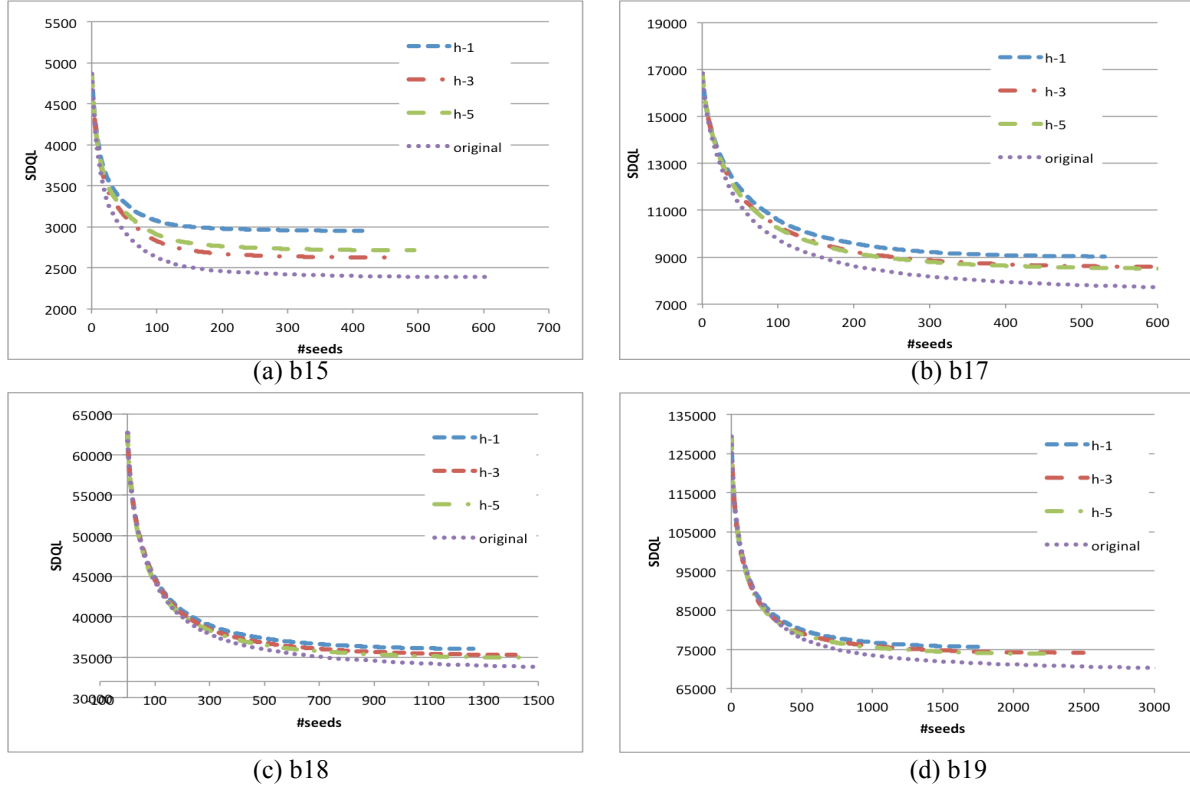 5500
5000
4500
4000
3500
3000
2500
2000
SDQL
0 100 200 300 400 500 600 700
#seeds
h-1
h-3
h-5
original
(a) b15
19000
17000
15000
13000
11000
9000
7000
SDQL
0 100 200 300 400 500 600
#seeds
h-1
h-3
h-5
original
(b) b17
65000
60000
55000
50000
45000
40000
35000
30000
SDQL
-100 100 300 500 700 900 1100 1300 1500
#seeds
h-1
h-3
h-5
original
(c) b18
135000
125000
115000
105000
95000
85000
75000
65000
SDQL
0 500 1000 1500 2000 2500 3000
#seeds
h-1
h-3
h-5
original
(d) b19